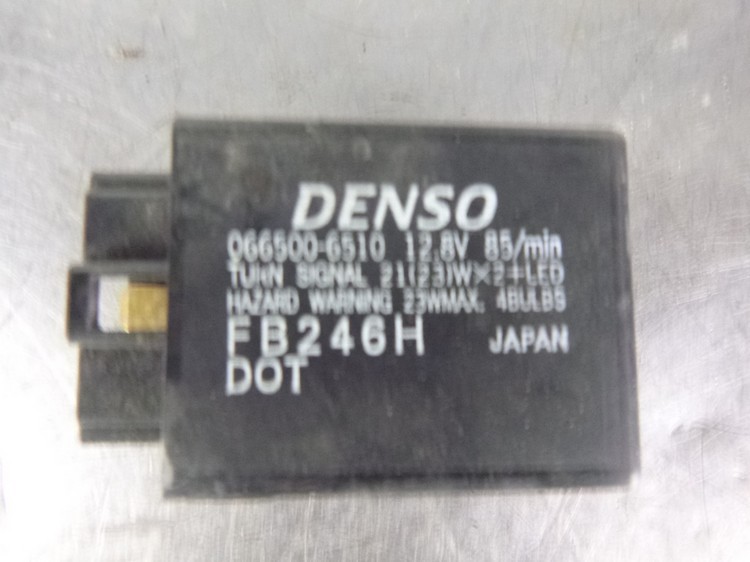 DENSO
066500-6510 12.8V 85/min
TURN SIGNAL 21(23)W×2+LED
HAZARD WARNING 23WMAX. 4BULBS
FB246H JAPAN
DOT